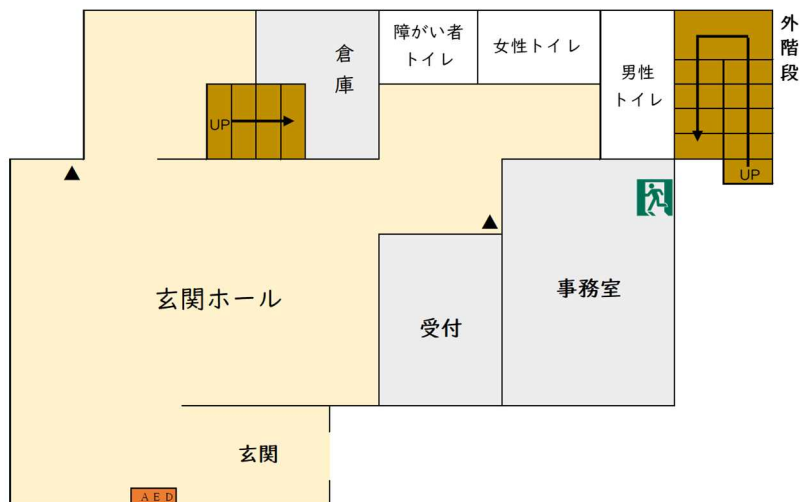 倉庫
障がい者
トイレ
女性トイレ
男性
トイレ
外階段
UP
UP
玄関ホール
受付
事務室
玄関
AED